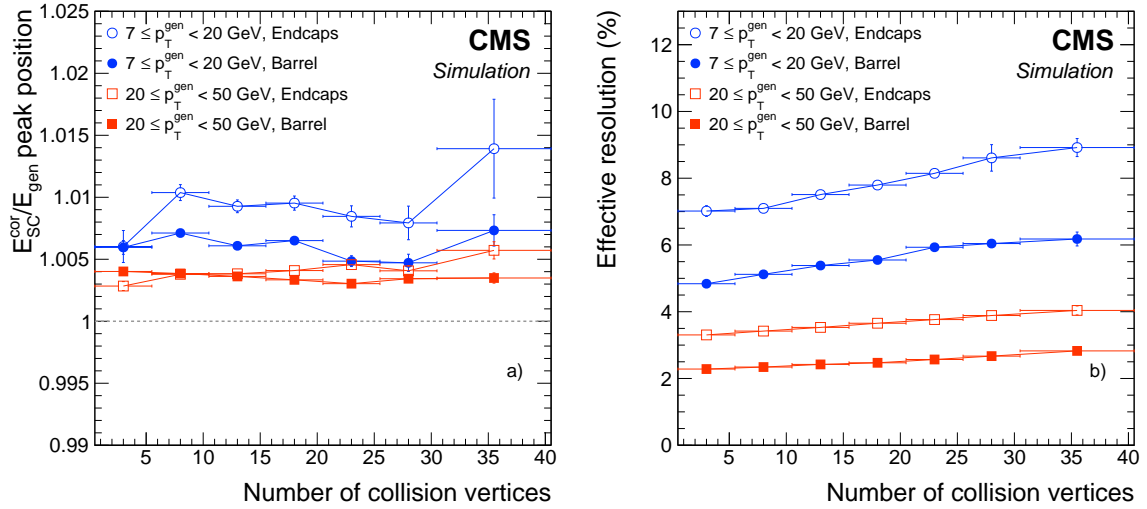 1.025
1.02
1.015
1.01
1.005
1
0.995
0.99
E_SC^cor/E_gen peak position
7 ≤ p_T^gen < 20 GeV, Endcaps
7 ≤ p_T^gen < 20 GeV, Barrel
20 ≤ p_T^gen < 50 GeV, Endcaps
20 ≤ p_T^gen < 50 GeV, Barrel
CMS
Simulation
a)
5 10 15 20 25 30 35 40
Number of collision vertices
12
10
8
6
4
2
0
Effective resolution (%)
7 ≤ p_T^gen < 20 GeV, Endcaps
7 ≤ p_T^gen < 20 GeV, Barrel
20 ≤ p_T^gen < 50 GeV, Endcaps
20 ≤ p_T^gen < 50 GeV, Barrel
CMS
Simulation
b)
5 10 15 20 25 30 35 40
Number of collision vertices